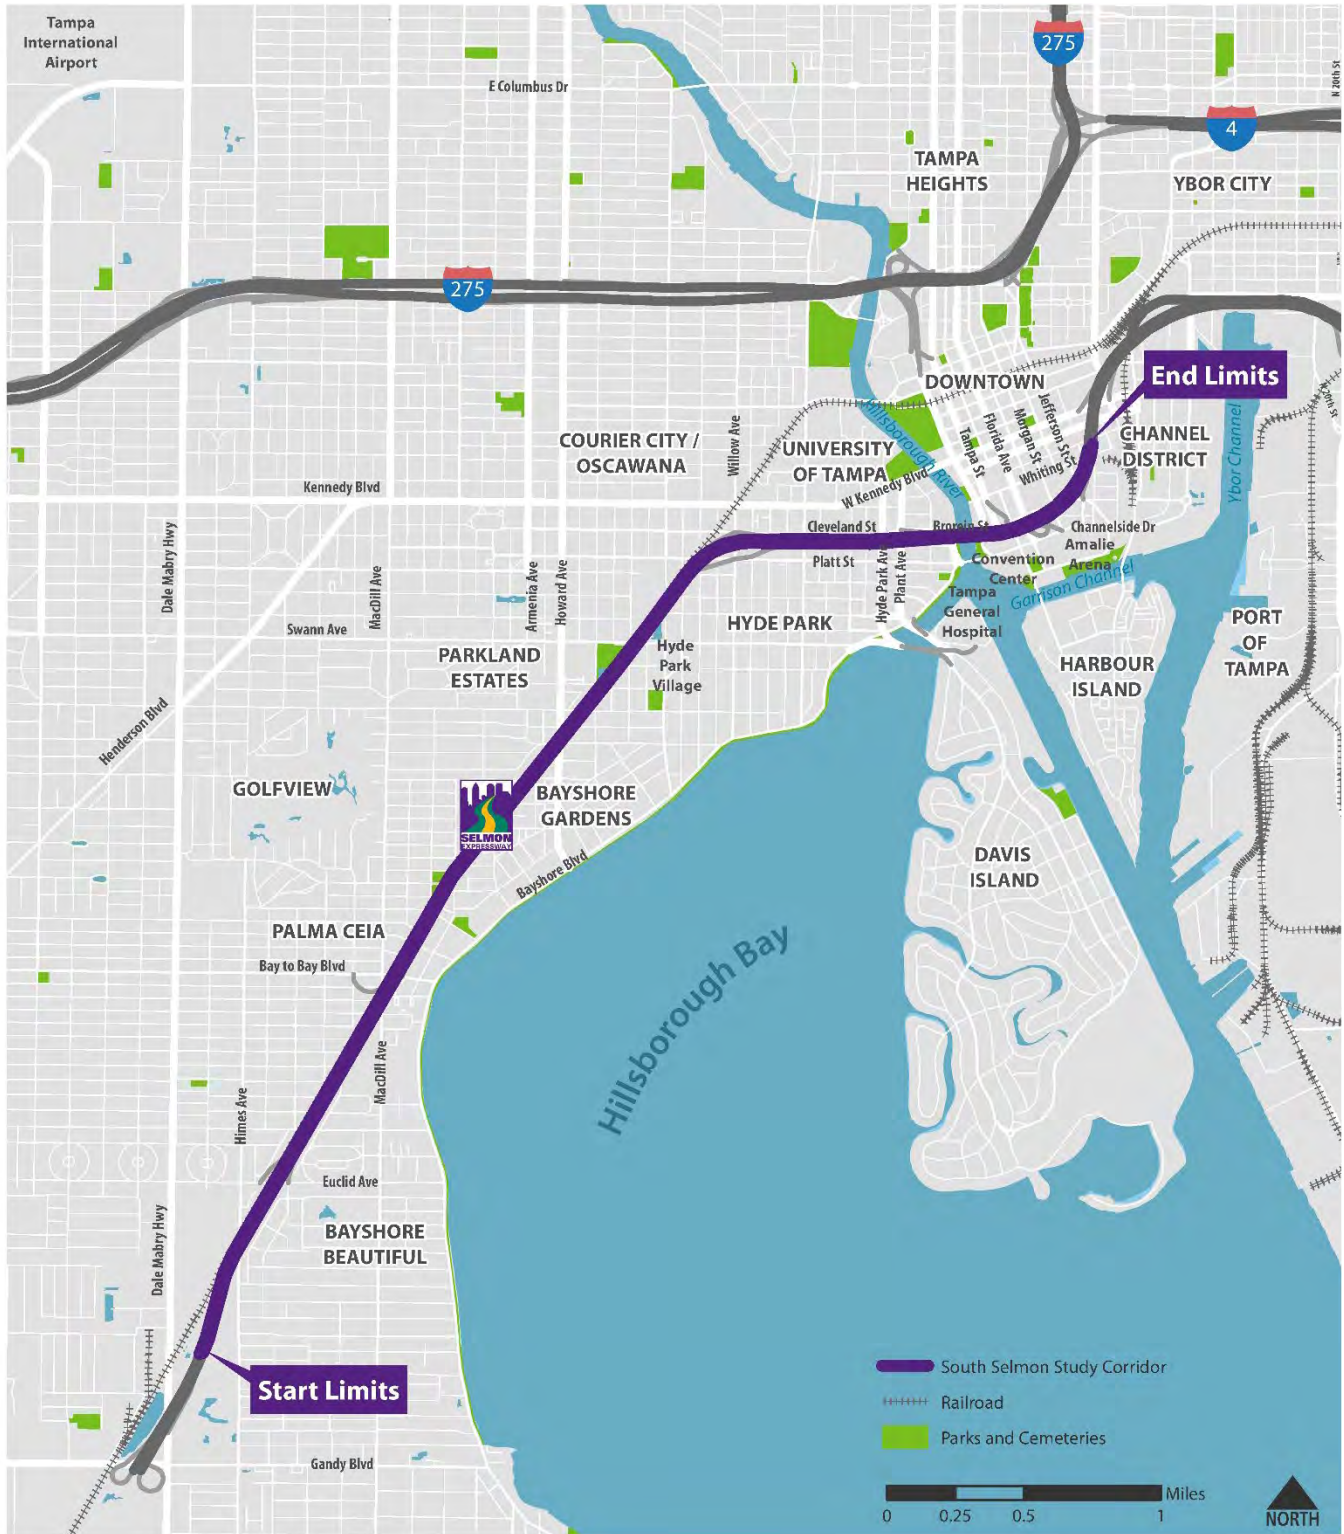 Tampa
International
Airport
275
E Columbus Dr
N 20th St
4
TAMPA
HEIGHTS
YBOR CITY
275
End Limits
DOWNTOWN
Jefferson St
Morgan St
Florida Ave
Tampa St
Whiting St
CHANNEL
DISTRICT
Ybor Channel
20th St
Hillsborough River
Willow Ave
COURIER CITY /
OSCAWANA
UNIVERSITY
OF TAMPA
W Kennedy Blvd
Kennedy Blvd
Dale Mabry Hwy
Cleveland St
Brorein St
Channelside Dr
Platt St
Amalie
Arena
Convention
Center
Garrison Channel
MacDill Ave
Armenia Ave
Howard Ave
Hyde Park Ave
Plant Ave
Tampa
General
Hospital
Swann Ave
HYDE PARK
PORT
OF
TAMPA
PARKLAND
ESTATES
Hyde
Park
Village
HARBOUR
ISLAND
Henderson Blvd
GOLFVIEW
SELMON
EXPRESSWAY
BAYSHORE
GARDENS
Bayshore Blvd
DAVIS
ISLAND
PALMA CEIA
Bay to Bay Blvd
Hillsborough Bay
MacDill Ave
Himes Ave
Euclid Ave
Dale Mabry Hwy
BAYSHORE
BEAUTIFUL
Start Limits
South Selmon Study Corridor
Railroad
Parks and Cemeteries
Gandy Blvd
Miles
0 0.25 0.5 1
NORTH